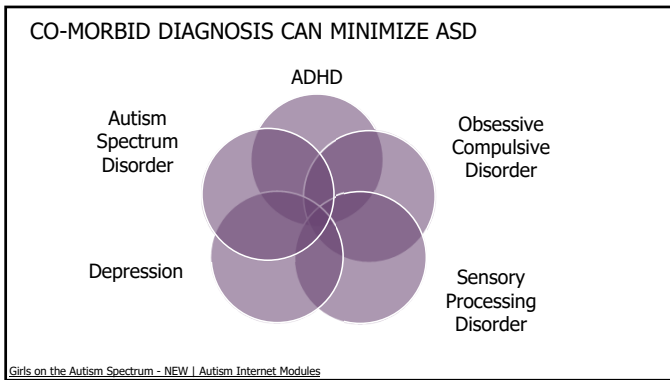 CO-MORBID DIAGNOSIS CAN MINIMIZE ASD
ADHD
Autism
Spectrum
Disorder
Obsessive
Compulsive
Disorder
Depression
Sensory
Processing
Disorder
Girls on the Autism Spectrum - NEW | Autism Internet Modules